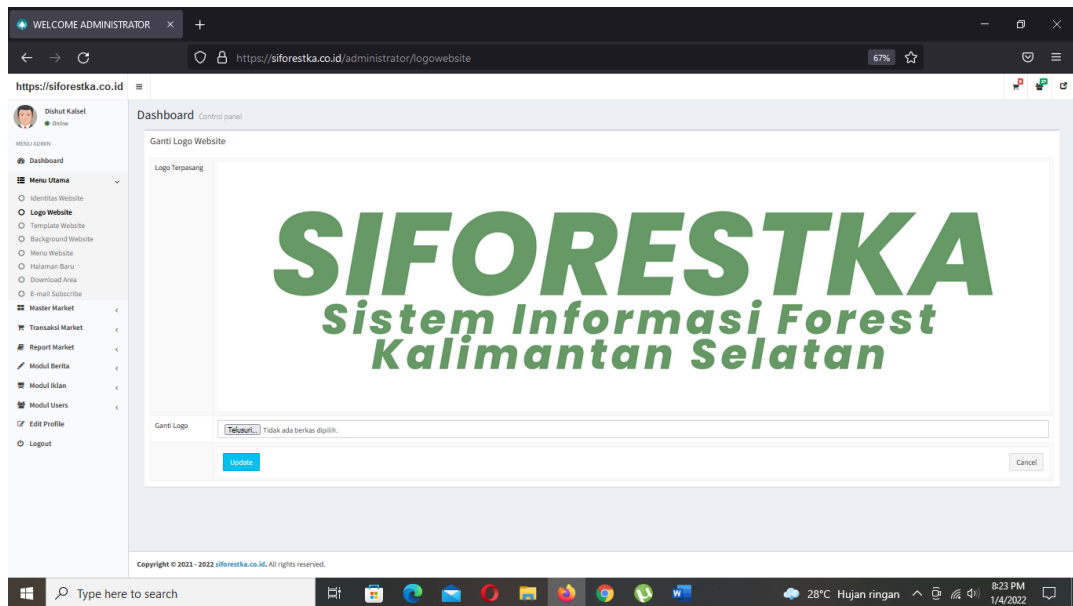 WELCOME ADMINISTRATOR
https://siforestka.co.id/administrator/logowebsite
67%
https://siforestka.co.id
Dishut Kalsel
Online
MENU ADMIN
Dashboard
Menu Utama
Identitas Website
Logo Website
Template Website
Background Website
Menu Website
Halaman Baru
Download Area
E-mail Subscribe
Master Market
Transaksi Market
Report Market
Modul Berita
Modul Iklan
Modul Users
Edit Profile
Logout
Dashboard Control panel
Ganti Logo Website
Logo Terpasang
SIFORESTKA
Sistem Informasi Forest
Kalimantan Selatan
Ganti Logo
Telusuri... Tidak ada berkas dipilih.
Update
Cancel
Copyright © 2021 - 2022 siforestka.co.id. All rights reserved.
Type here to search
28°C Hujan ringan
8:23 PM
1/4/2022